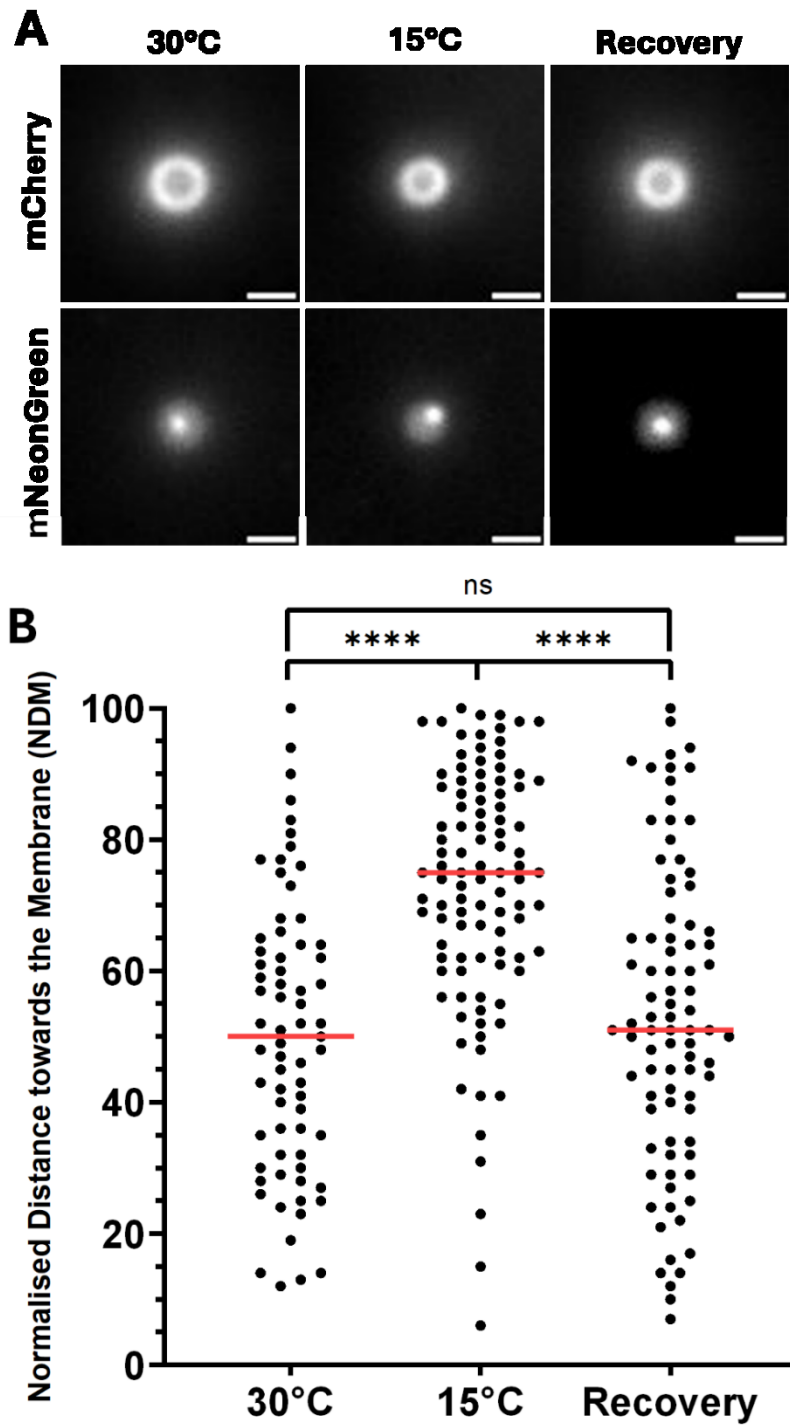 A
30°C 15°C Recovery
mCherry
mNeonGreen
B
ns
**** ****
Normalised Distance towards the Membrane (NDM)
100
80
60
40
20
0
30°C 15°C Recovery